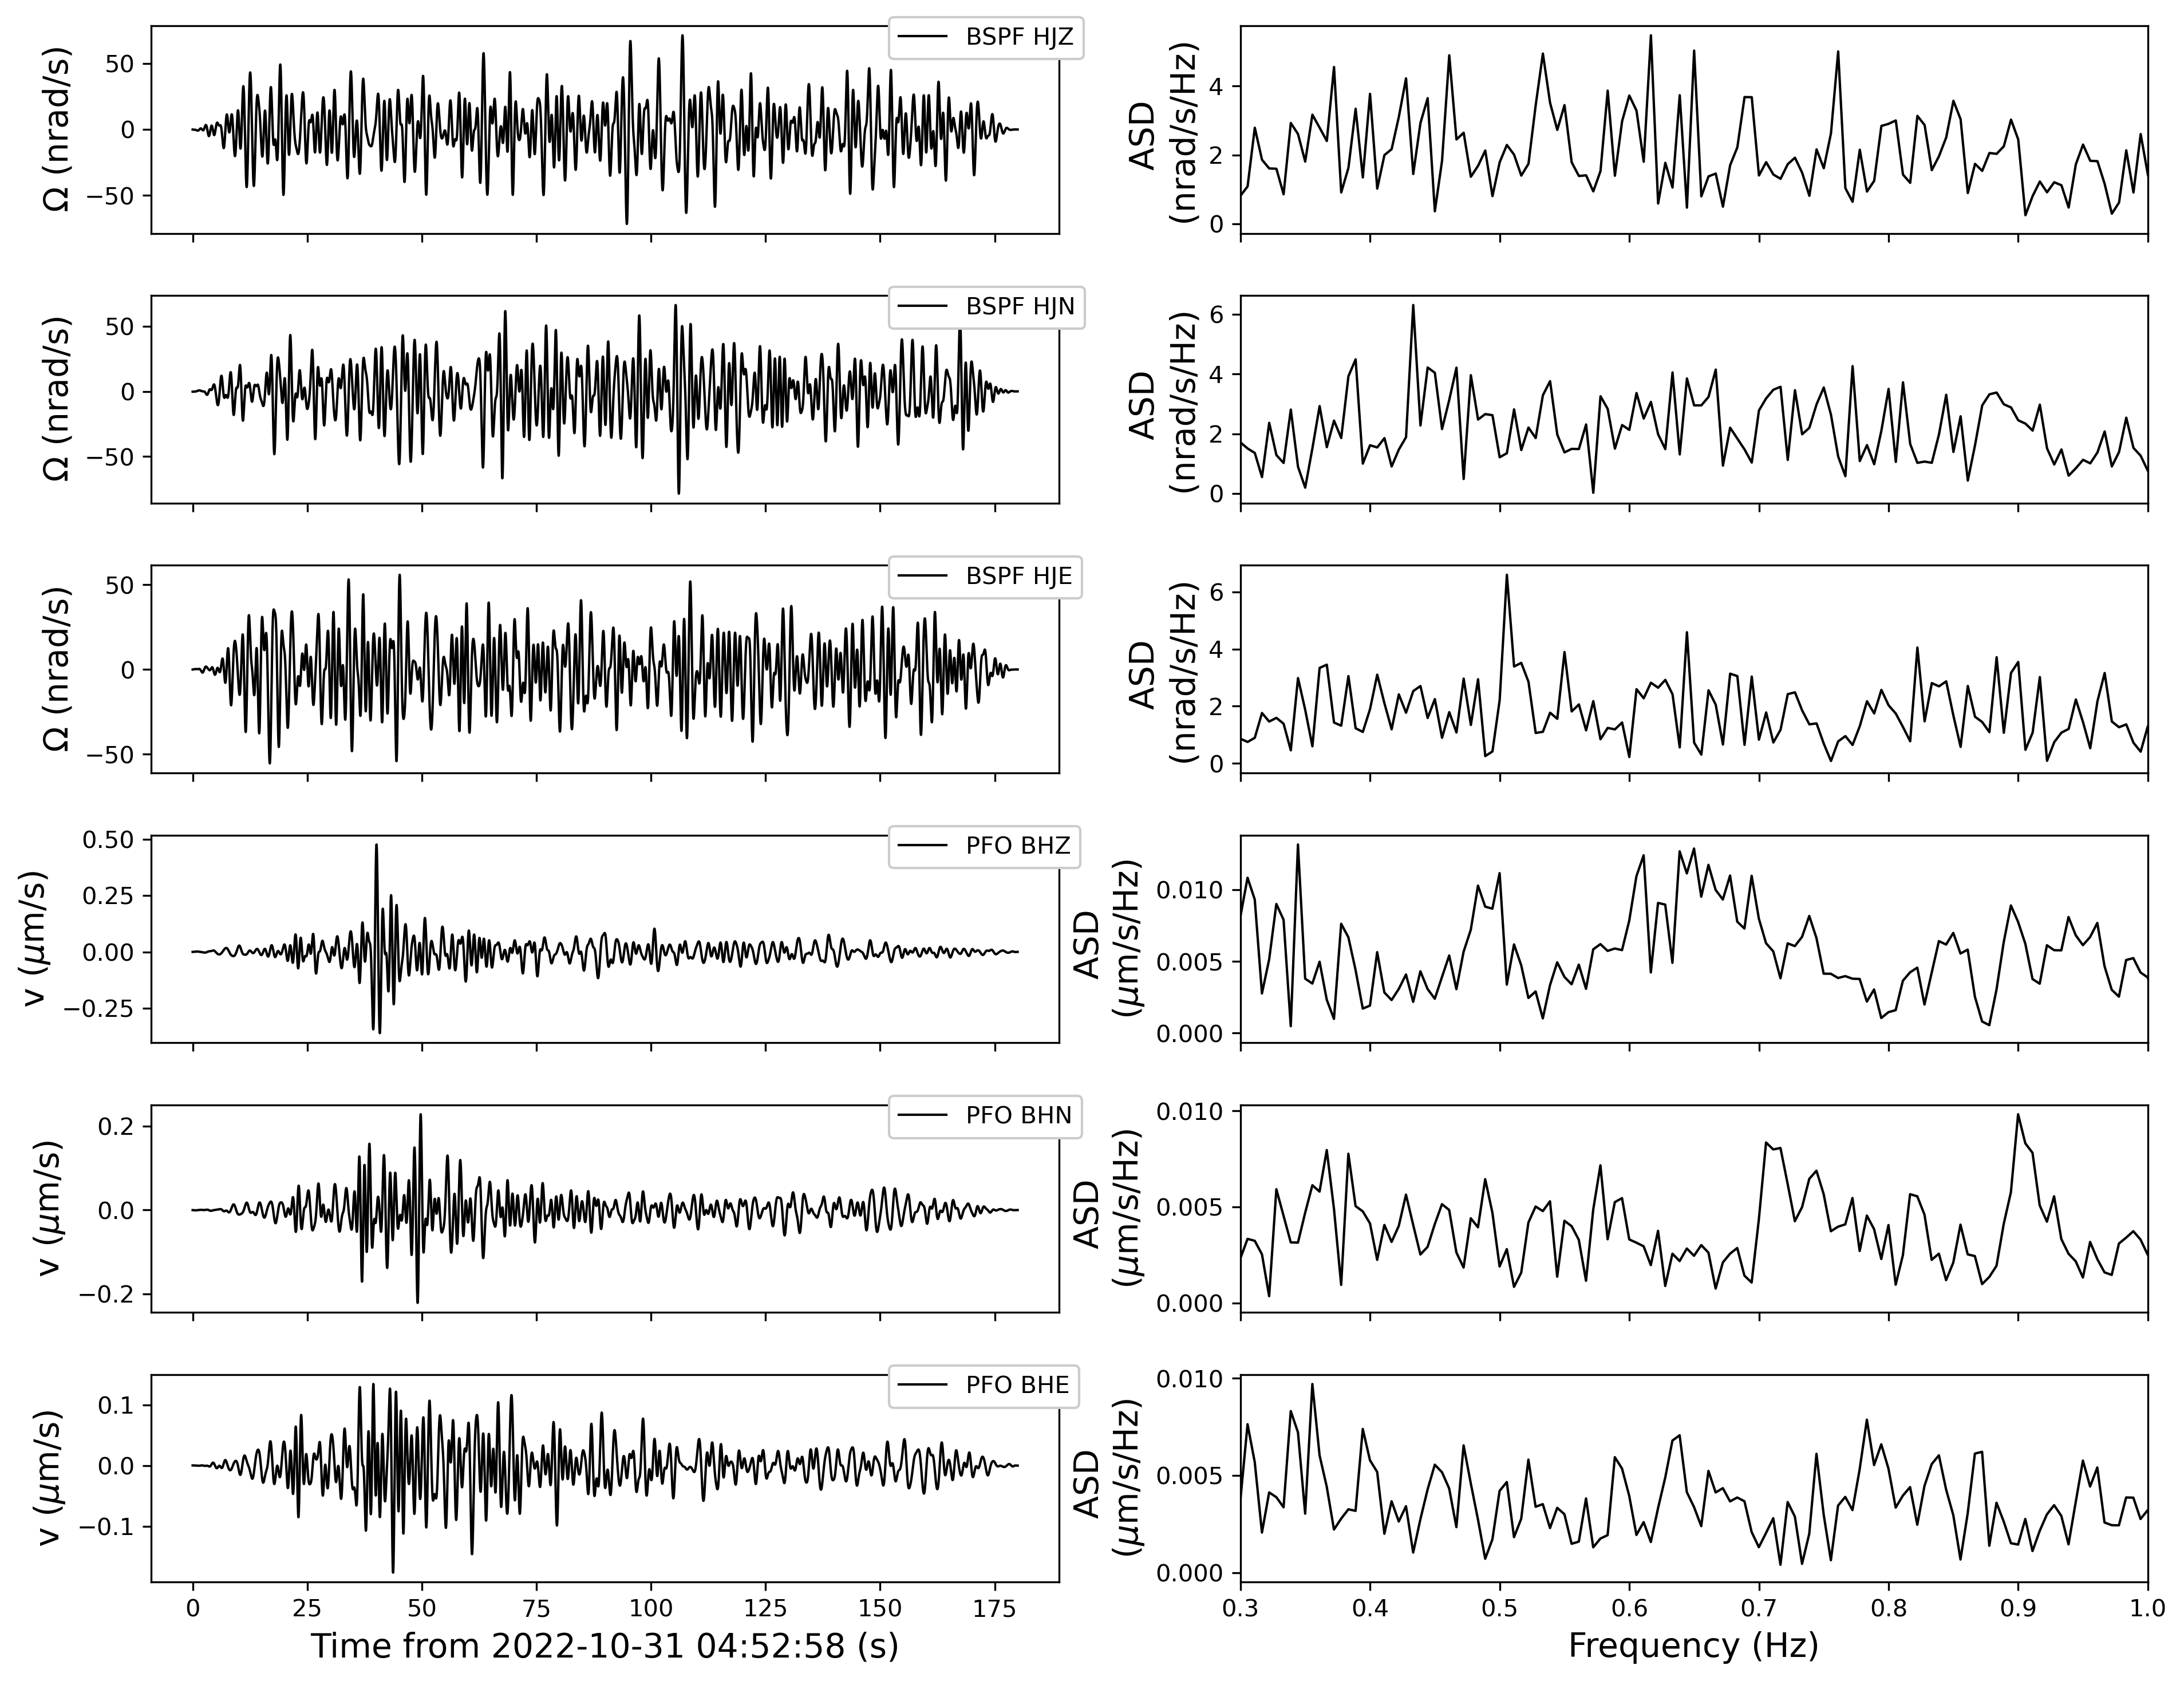 BSPF HJZ
Ω (nrad/s)
50
0
−50
ASD
(nrad/s/Hz)
4
2
0
BSPF HJN
Ω (nrad/s)
50
0
−50
ASD
(nrad/s/Hz)
6
4
2
0
BSPF HJE
Ω (nrad/s)
50
0
−50
ASD
(nrad/s/Hz)
6
4
2
0
PFO BHZ
v (μm/s)
0.50
0.25
0.00
−0.25
ASD
(μm/s/Hz)
0.010
0.005
0.000
PFO BHN
v (μm/s)
0.2
0.0
−0.2
ASD
(μm/s/Hz)
0.010
0.005
0.000
PFO BHE
v (μm/s)
0.1
0.0
−0.1
ASD
(μm/s/Hz)
0.010
0.005
0.000
0 25 50 75 100 125 150 175
Time from 2022-10-31 04:52:58 (s)
0.3 0.4 0.5 0.6 0.7 0.8 0.9 1.0
Frequency (Hz)